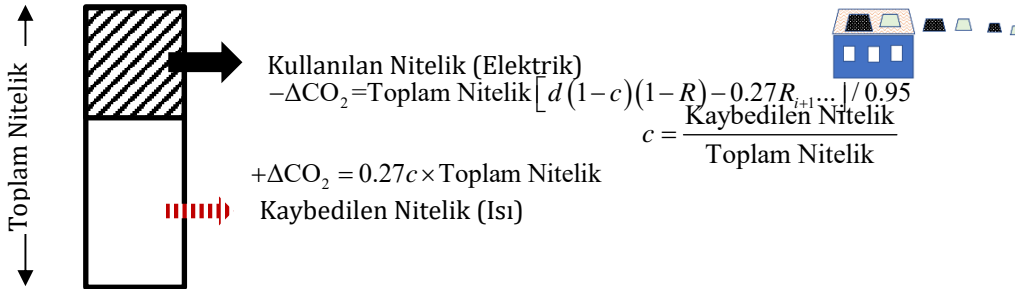 Toplam Nitelik
Kullanılan Nitelik (Elektrik)
−ΔCO₂=Toplam Nitelik[d(1−c)(1−R)−0.27Rᵢ₊₁...]/0.95
c = Kaybedilen Nitelik / Toplam Nitelik
+ΔCO₂ = 0.27c × Toplam Nitelik
Kaybedilen Nitelik (Isı)